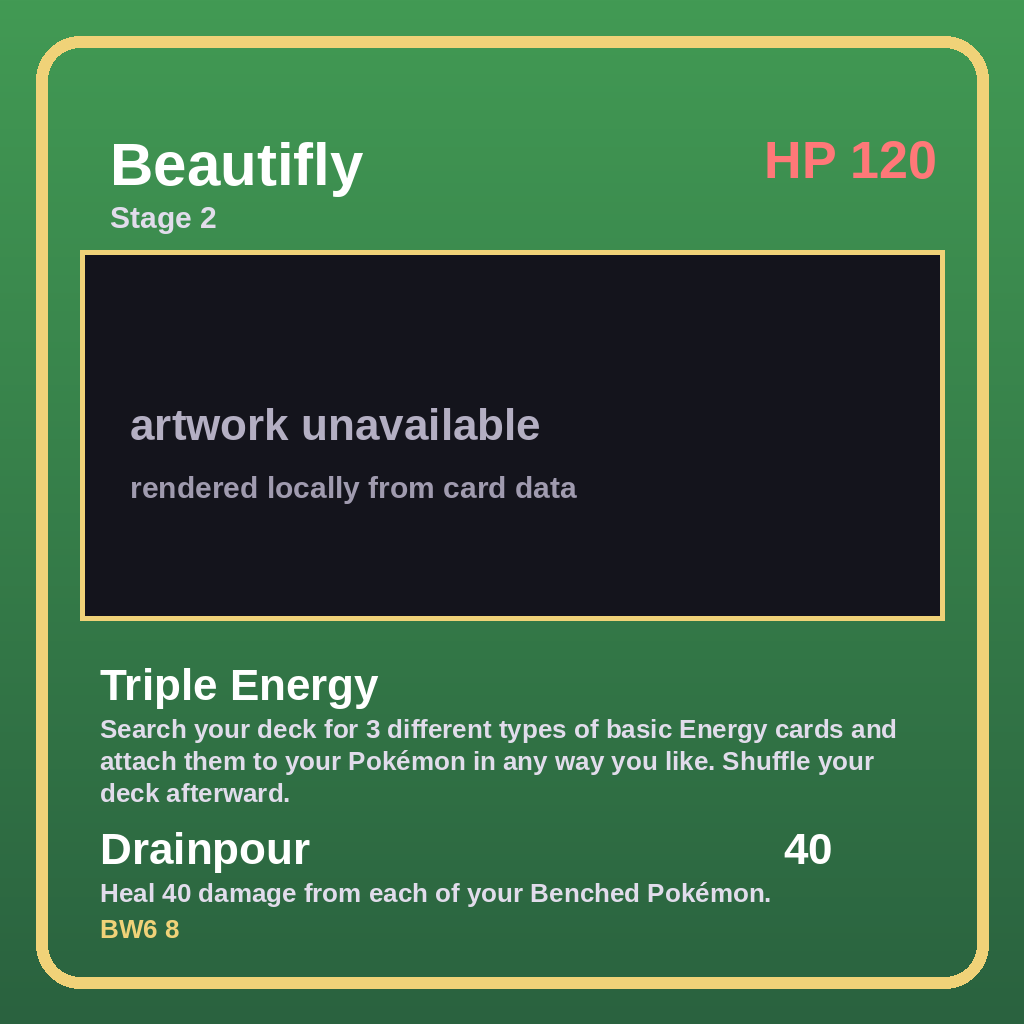 Beautifly
HP 120
Stage 2
artwork unavailable
rendered locally from card data
Triple Energy
Search your deck for 3 different types of basic Energy cards and
attach them to your Pokémon in any way you like. Shuffle your
deck afterward.
Drainpour 40
Heal 40 damage from each of your Benched Pokémon.
BW6 8